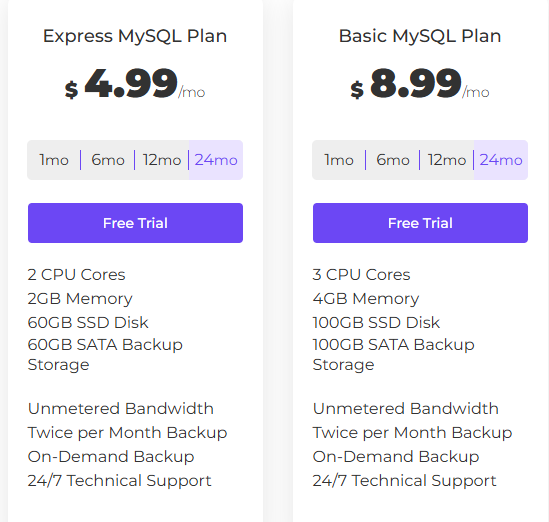 Express MySQL Plan
$ 4.99/mo
1mo 6mo 12mo 24mo
Free Trial
2 CPU Cores
2GB Memory
60GB SSD Disk
60GB SATA Backup
Storage
Unmetered Bandwidth
Twice per Month Backup
On-Demand Backup
24/7 Technical Support
Basic MySQL Plan
$ 8.99/mo
1mo 6mo 12mo 24mo
Free Trial
3 CPU Cores
4GB Memory
100GB SSD Disk
100GB SATA Backup
Storage
Unmetered Bandwidth
Twice per Month Backup
On-Demand Backup
24/7 Technical Support